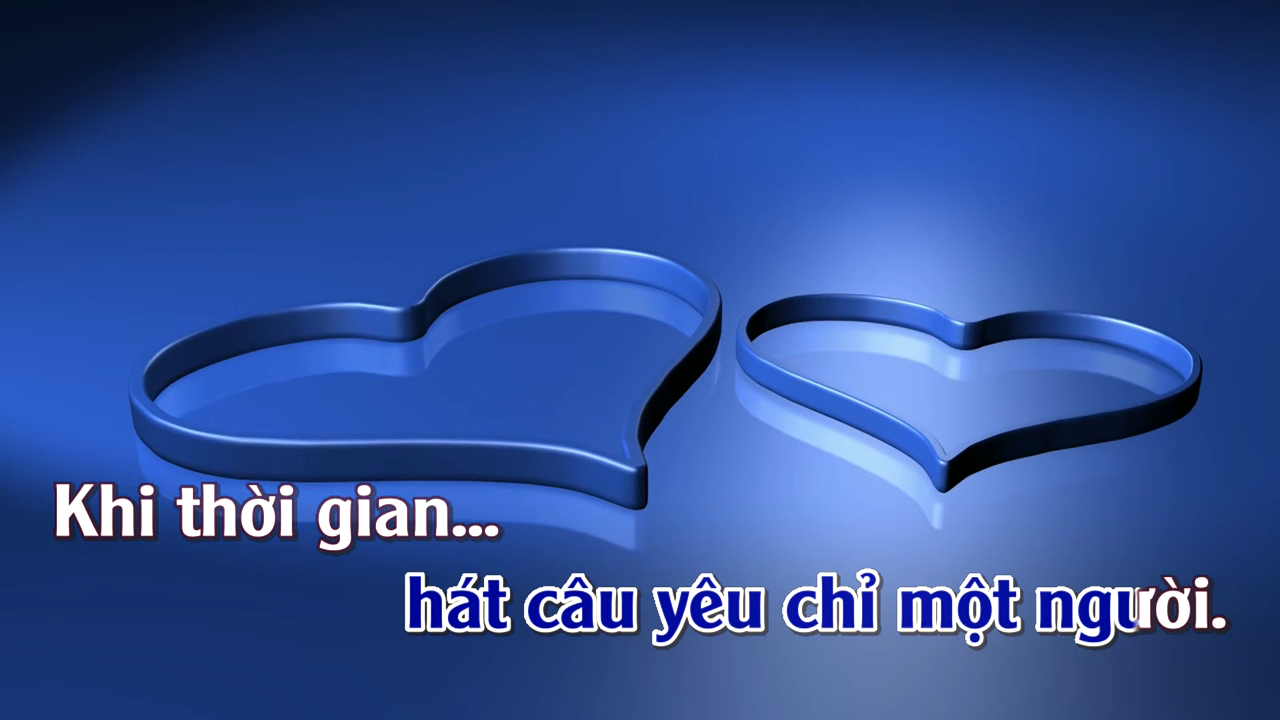 Khi thời gian...
hát câu yêu chỉ một người.